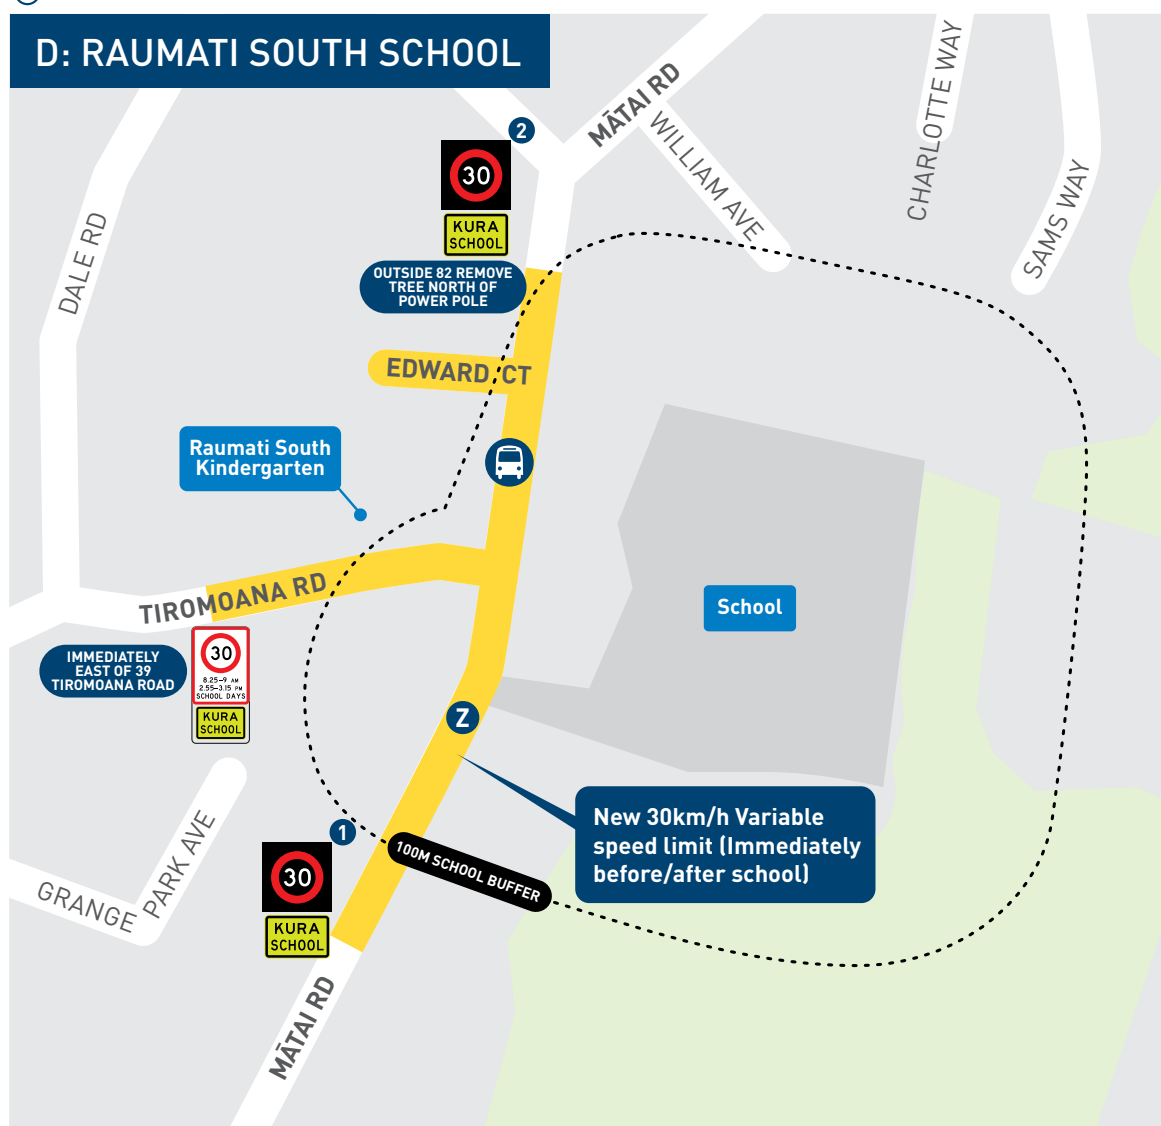 D: RAUMATI SOUTH SCHOOL
MĀTAI RD
WILLIAM AVE
CHARLOTTE WAY
SAMS WAY
DALE RD
2
30
KURA
SCHOOL
OUTSIDE 82 REMOVE
TREE NORTH OF
POWER POLE
EDWARD CT
Raumati South
Kindergarten
TIROMOANA RD
School
IMMEDIATELY
EAST OF 39
TIROMOANA ROAD
30
8.25–9 AM
2.55–3.15 PM
SCHOOL DAYS
KURA
SCHOOL
Z
New 30km/h Variable
speed limit (Immediately
before/after school)
1
30
KURA
SCHOOL
100M SCHOOL BUFFER
GRANGE PARK AVE
MĀTAI RD